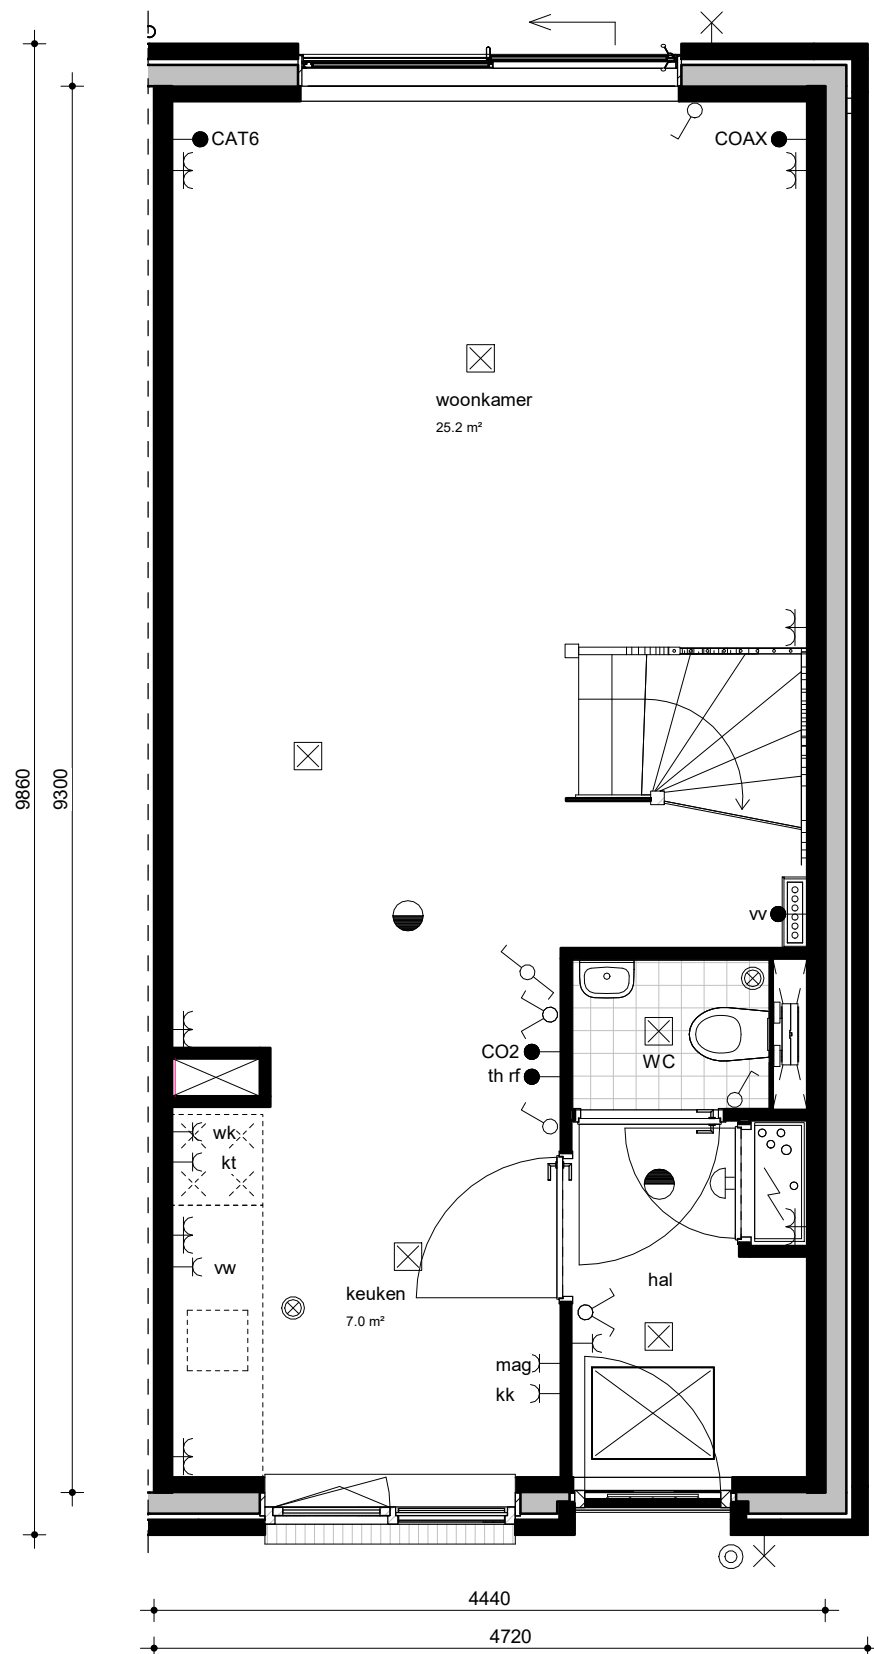 CAT6
COAX
woonkamer
25.2 m²
9860
9300
vv
CO2
WC
th rf
wk
kt
vw
hal
keuken
7.0 m²
mag
kk
4440
4720